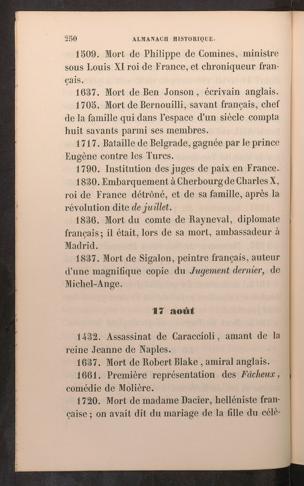 250 ALMANACH HISTORIQUE.
1509. Mort de Philippe de Comines, ministre
sous Louis XI roi de France, et chroniqueur fran-
çais.
1637. Mort de Ben Jonson, écrivain anglais.
1705. Mort de Bernouilli, savant français, chef
de la famille qui dans l'espace d'un siècle compta
huit savants parmi ses membres.
1717. Bataille de Belgrade, gagnée par le prince
Eugène contre les Turcs.
1790. Institution des juges de paix en France.
1830. Embarquement à Cherbourg de Charles X,
roi de France détrôné, et de sa famille, après la
révolution dite de juillet.
1836. Mort du comte de Rayneval, diplomate
français; il était, lors de sa mort, ambassadeur à
Madrid.
1837. Mort de Sigalon, peintre français, auteur
d'une magnifique copie du Jugement dernier, de
Michel-Ange.
17 août
1432. Assassinat de Caraccioli, amant de la
reine Jeanne de Naples.
1637. Mort de Robert Blake, amiral anglais.
1661. Première représentation des Fâcheux,
comédie de Molière.
1720. Mort de madame Dacier, helléniste fran-
çaise; on avait dit du mariage de la fille du célè-